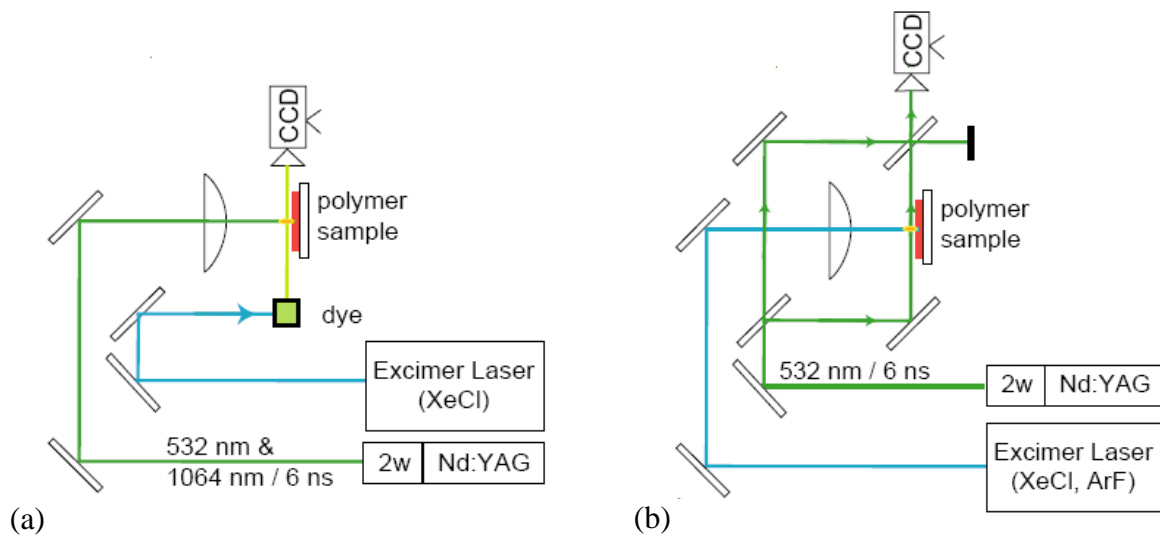 CCD
polymer
sample
dye
Excimer Laser
(XeCl)
532 nm &
1064 nm / 6 ns
2w
Nd:YAG
(a)
CCD
polymer
sample
532 nm / 6 ns
2w
Nd:YAG
Excimer Laser
(XeCl, ArF)
(b)